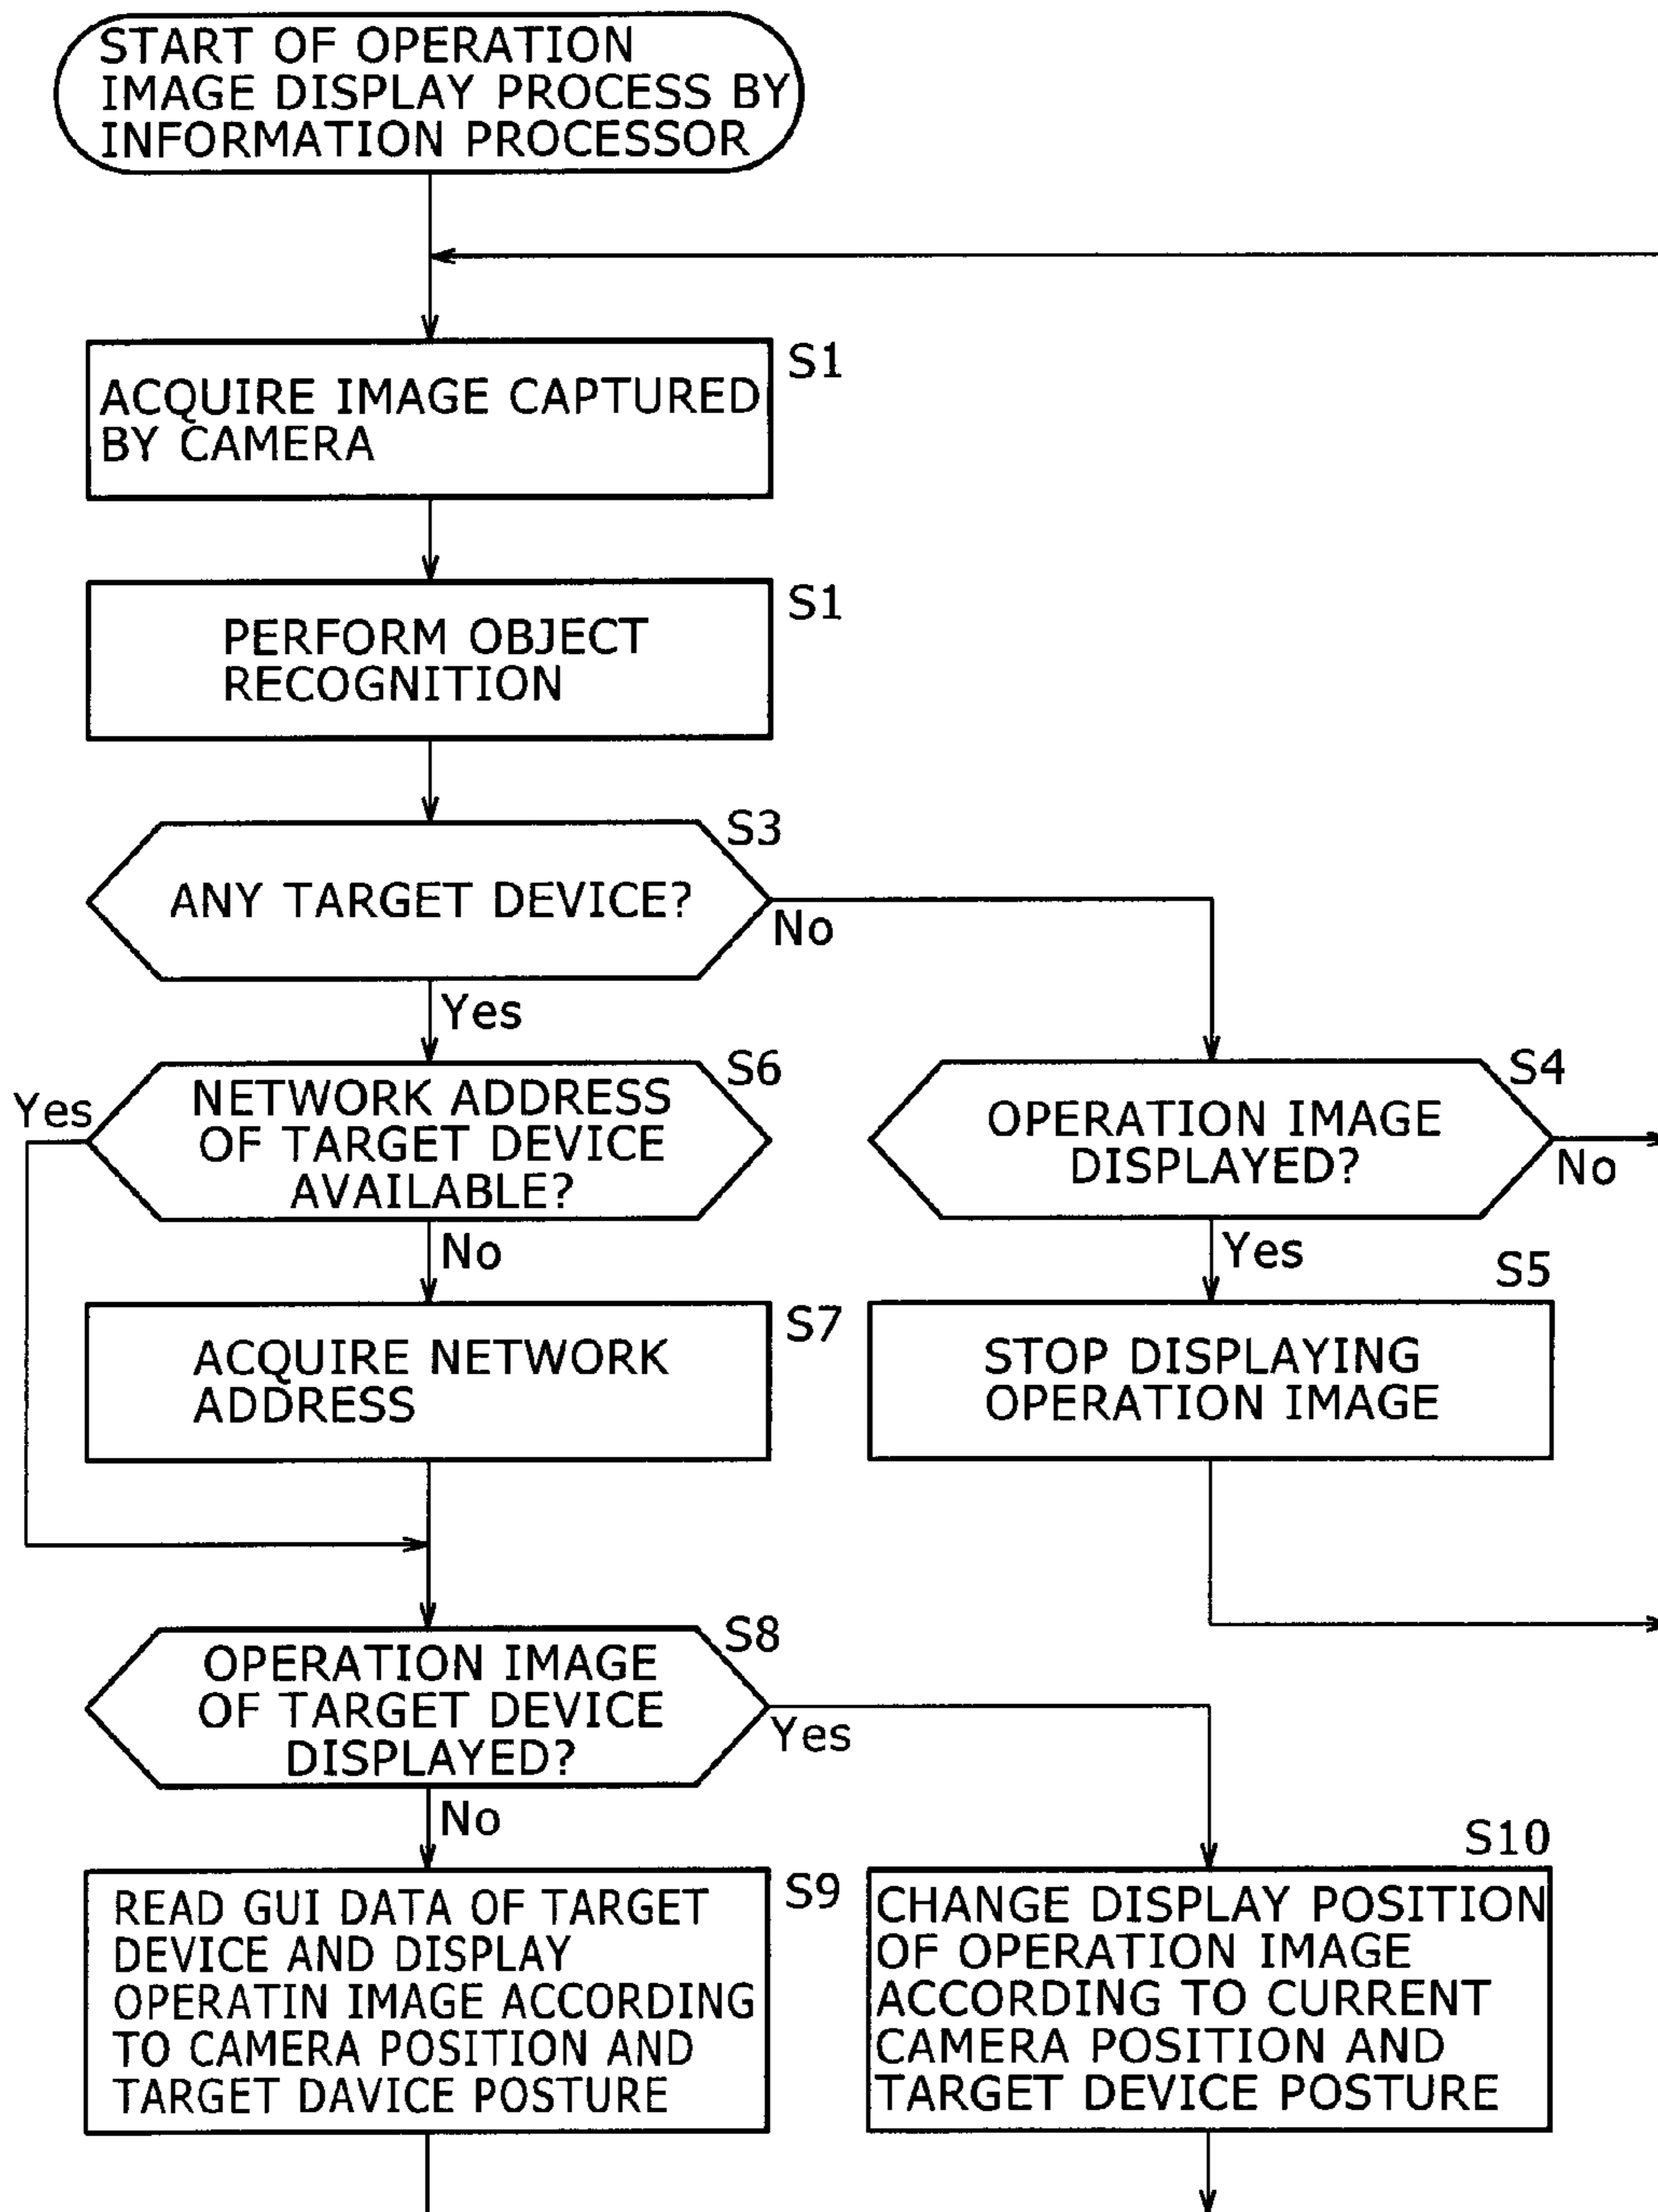 START OF OPERATION
IMAGE DISPLAY PROCESS BY
INFORMATION PROCESSOR
S1
ACQUIRE IMAGE CAPTURED
BY CAMERA
S1
PERFORM OBJECT
RECOGNITION
S3
ANY TARGET DEVICE?
No
Yes
S6
NETWORK ADDRESS
OF TARGET DEVICE
AVAILABLE?
Yes
No
S4
OPERATION IMAGE
DISPLAYED?
No
Yes
S7
ACQUIRE NETWORK
ADDRESS
S5
STOP DISPLAYING
OPERATION IMAGE
S8
OPERATION IMAGE
OF TARGET DEVICE
DISPLAYED?
Yes
No
S9
READ GUI DATA OF TARGET
DEVICE AND DISPLAY
OPERATIN IMAGE ACCORDING
TO CAMERA POSITION AND
TARGET DAVICE POSTURE
S10
CHANGE DISPLAY POSITION
OF OPERATION IMAGE
ACCORDING TO CURRENT
CAMERA POSITION AND
TARGET DEVICE POSTURE